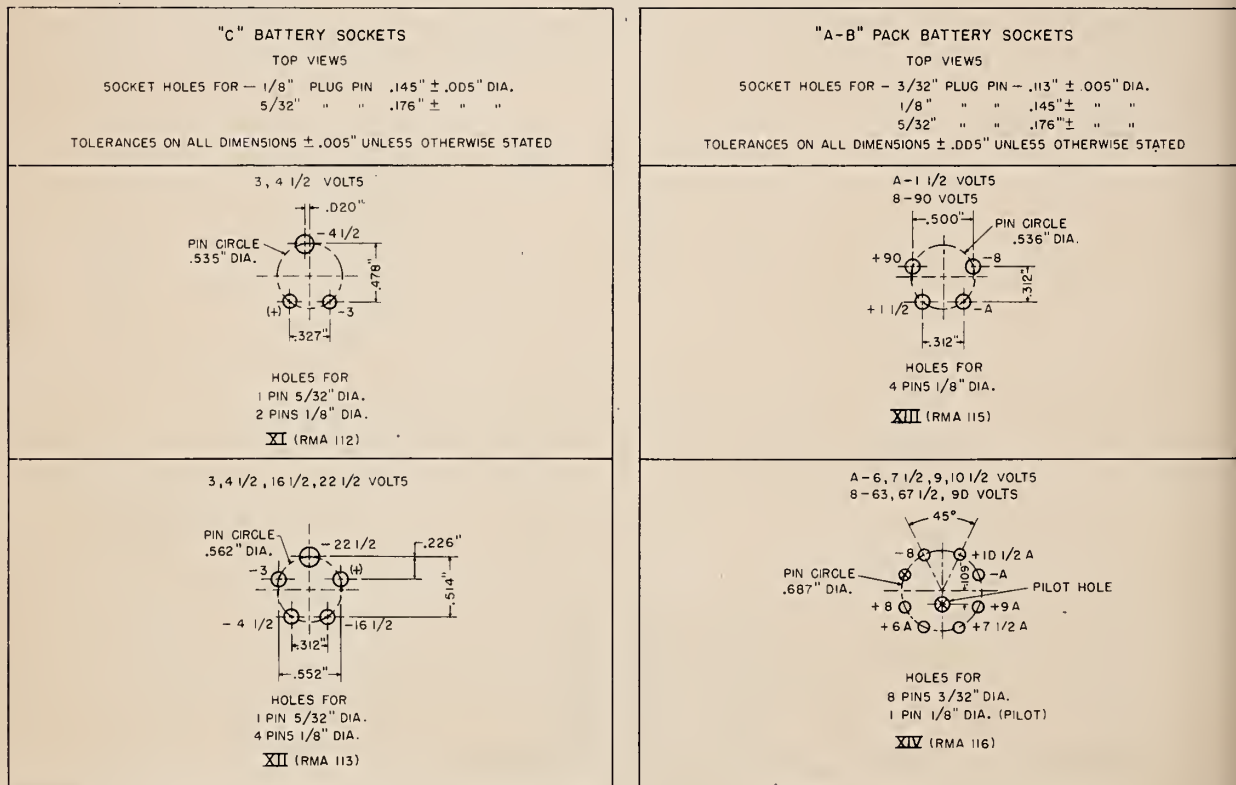 "C" BATTERY SOCKETS
TOP VIEWS
SOCKET HOLES FOR – 1/8" PLUG PIN .145" ± .005" DIA.
5/32" " " .176" ± " "
TOLERANCES ON ALL DIMENSIONS ± .005" UNLESS OTHERWISE STATED
3, 4 1/2 VOLTS
.020"
-4 1/2
PIN CIRCLE
.535" DIA.
.478"
(+)
-3
.327"
HOLES FOR
1 PIN 5/32" DIA.
2 PINS 1/8" DIA.
XI (RMA 112)
3, 4 1/2, 16 1/2, 22 1/2 VOLTS
PIN CIRCLE
.562" DIA.
-22 1/2
.226"
-3
(+)
.514"
- 4 1/2
-16 1/2
.312"
.552"
HOLES FOR
1 PIN 5/32" DIA.
4 PINS 1/8" DIA.
XII (RMA 113)
"A-B" PACK BATTERY SOCKETS
TOP VIEWS
SOCKET HOLES FOR - 3/32" PLUG PIN – .113" ± .005" DIA.
1/8" " " .145" ± " "
5/32" " " .176" ± " "
TOLERANCES ON ALL DIMENSIONS ± .005" UNLESS OTHERWISE STATED
A-1 1/2 VOLTS
B-90 VOLTS
.500"
PIN CIRCLE
.536" DIA.
+90
-B
.312"
+1 1/2
-A
.312"
HOLES FOR
4 PINS 1/8" DIA.
XIII (RMA 115)
A-6, 7 1/2, 9, 10 1/2 VOLTS
B-63, 67 1/2, 90 VOLTS
45°
-B
+10 1/2 A
.109"
-A
PIN CIRCLE
.687" DIA.
PILOT HOLE
+B
+9A
+6 A
+7 1/2 A
HOLES FOR
8 PINS 3/32" DIA.
1 PIN 1/8" DIA. (PILOT)
XIV (RMA 116)